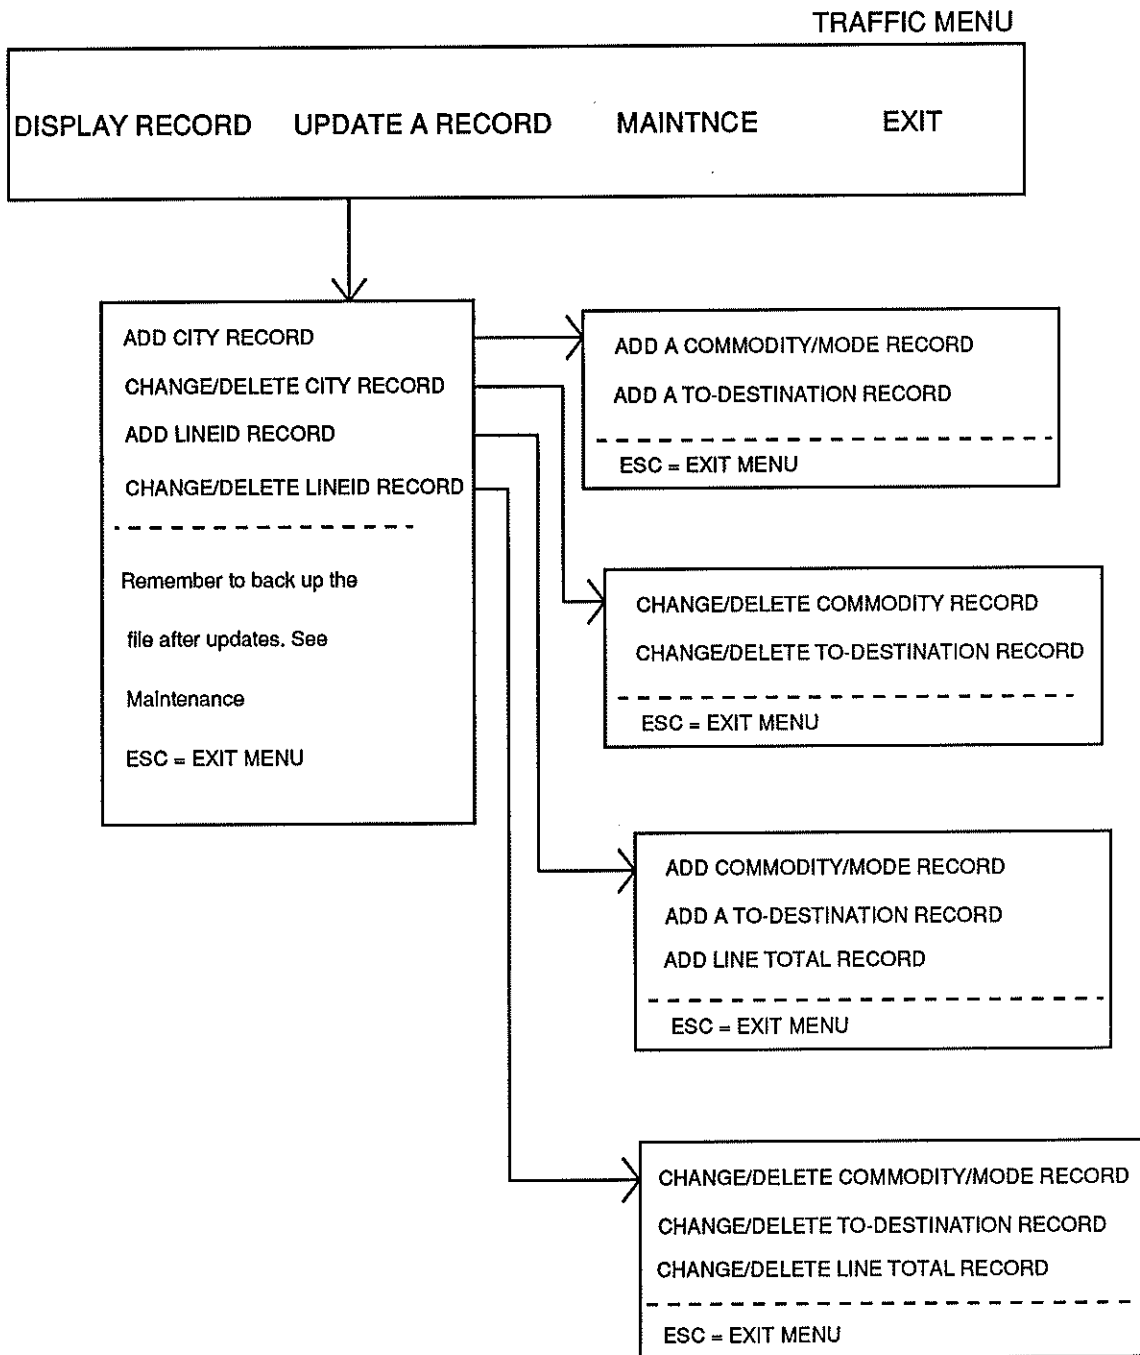 TRAFFIC MENU
DISPLAY RECORD UPDATE A RECORD MAINTNCE EXIT
ADD CITY RECORD
CHANGE/DELETE CITY RECORD
ADD LINEID RECORD
CHANGE/DELETE LINEID RECORD
Remember to back up the
file after updates. See
Maintenance
ESC = EXIT MENU
ADD A COMMODITY/MODE RECORD
ADD A TO-DESTINATION RECORD
ESC = EXIT MENU
CHANGE/DELETE COMMODITY RECORD
CHANGE/DELETE TO-DESTINATION RECORD
ESC = EXIT MENU
ADD COMMODITY/MODE RECORD
ADD A TO-DESTINATION RECORD
ADD LINE TOTAL RECORD
ESC = EXIT MENU
CHANGE/DELETE COMMODITY/MODE RECORD
CHANGE/DELETE TO-DESTINATION RECORD
CHANGE/DELETE LINE TOTAL RECORD
ESC = EXIT MENU